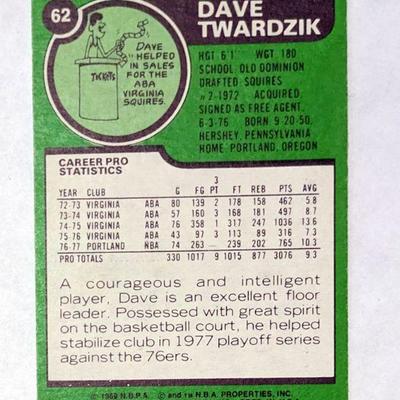 62
DAVE
TWARDZIK
DAVE
HELPED
IN SALES
FOR THE
ABA
VIRGINIA
SQUIRES.
TICKETS
HGT 6'1" WGT 180
SCHOOL OLD DOMINION
DRAFTED SQUIRES
#2-1972 ACQUIRED
SIGNED AS FREE AGENT,
6-3-76 BORN 9-20-50
HERSHEY, PENNSYLVANIA
HOME PORTLAND, OREGON
CAREER PRO
STATISTICS
YEAR CLUB G FG 3 PT FT REB PTS AVG
72-73 VIRGINIA ABA 80 139 2 178 158 462 5.8
73-74 VIRGINIA ABA 57 160 3 168 178 497 8.7
74-75 VIRGINIA ABA 76 358 1 317 247 1036 13.6
75-76 VIRGINIA ABA 43 97 3 113 89 316 7.3
76-77 PORTLAND NBA 74 263 - 239 202 765 10.3
PRO TOTALS 330 1017 9 1015 877 3076 9.3
A courageous and intelligent
player, Dave is an excellent floor
leader. Possessed with great spirit
on the basketball court, he helped
stabilize club in 1977 playoff series
against the 76ers.
N.B.P.A. N.B.A. PROPERTIES, INC.